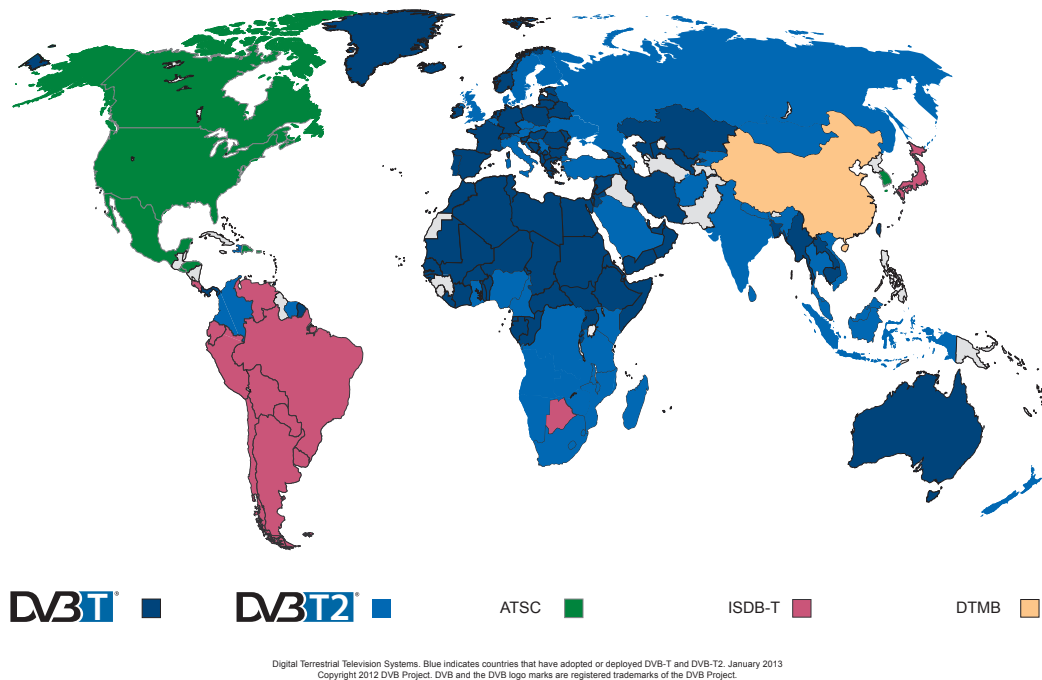 DVB T ®
DVB T2 ®
ATSC
ISDB-T
DTMB
Digital Terrestrial Television Systems. Blue indicates countries that have adopted or deployed DVB-T and DVB-T2. January 2013
Copyright 2012 DVB Project. DVB and the DVB logo marks are registered trademarks of the DVB Project.